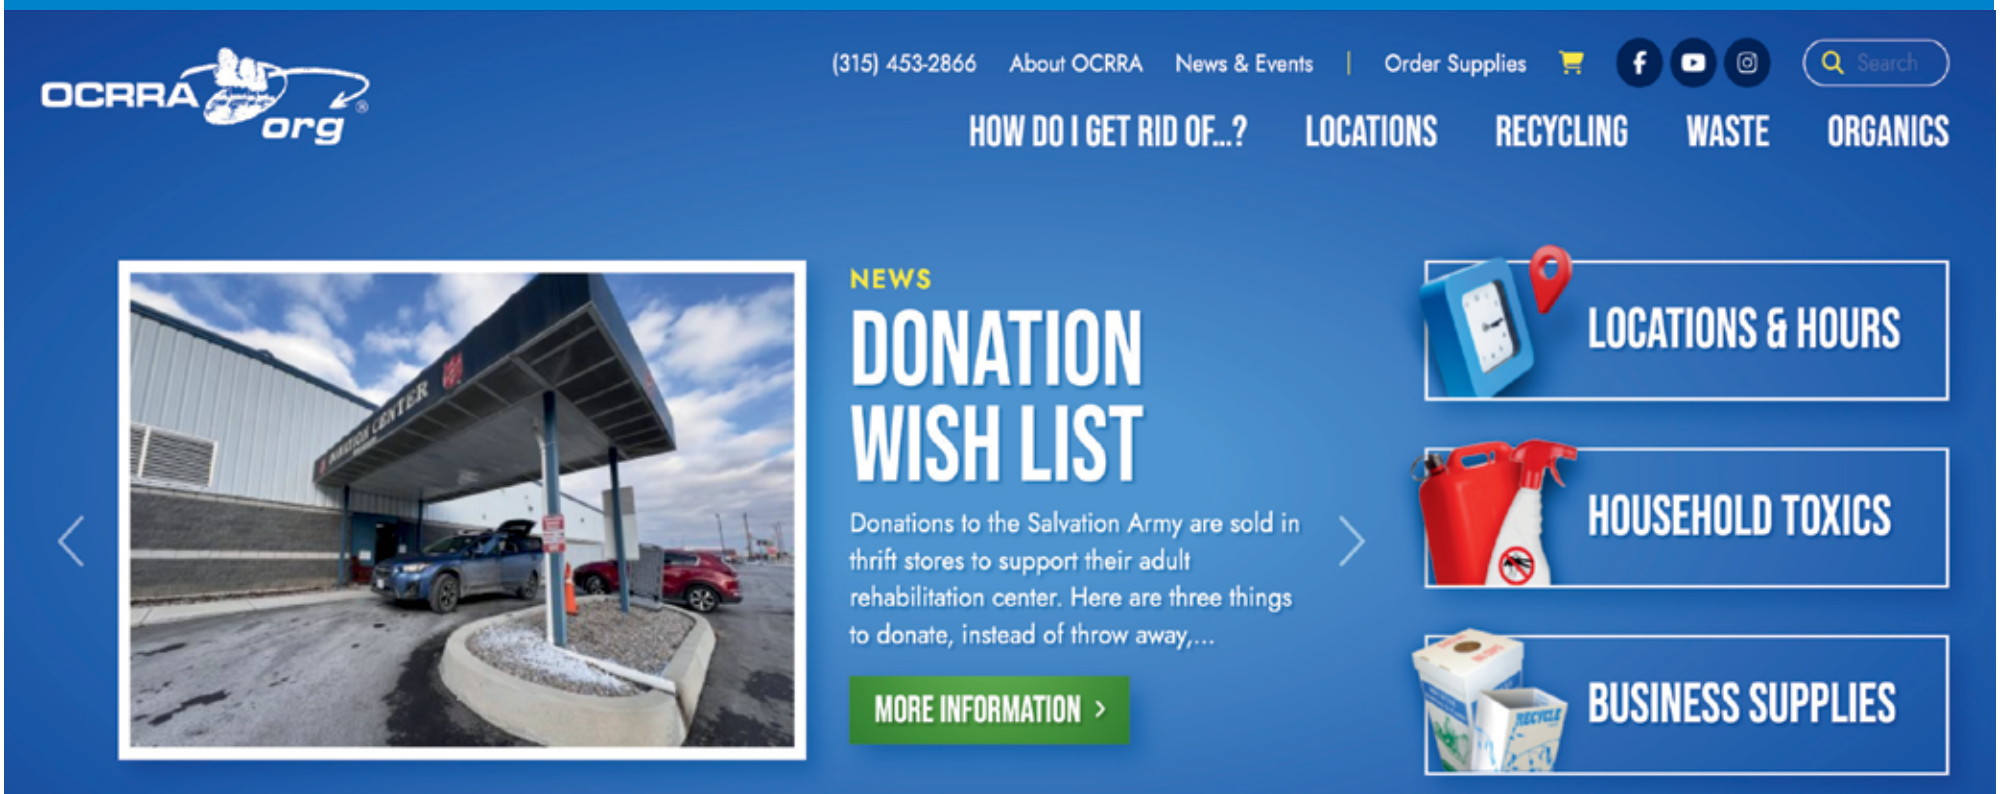 OCRRA
org
®
(315) 453-2866 About OCRRA News & Events | Order Supplies Search
HOW DO I GET RID OF...? LOCATIONS RECYCLING WASTE ORGANICS
DONATION CENTER
NEWS
DONATION
WISH LIST
Donations to the Salvation Army are sold in
thrift stores to support their adult
rehabilitation center. Here are three things
to donate, instead of throw away,...
MORE INFORMATION >
LOCATIONS & HOURS
HOUSEHOLD TOXICS
BUSINESS SUPPLIES
RECYCLE